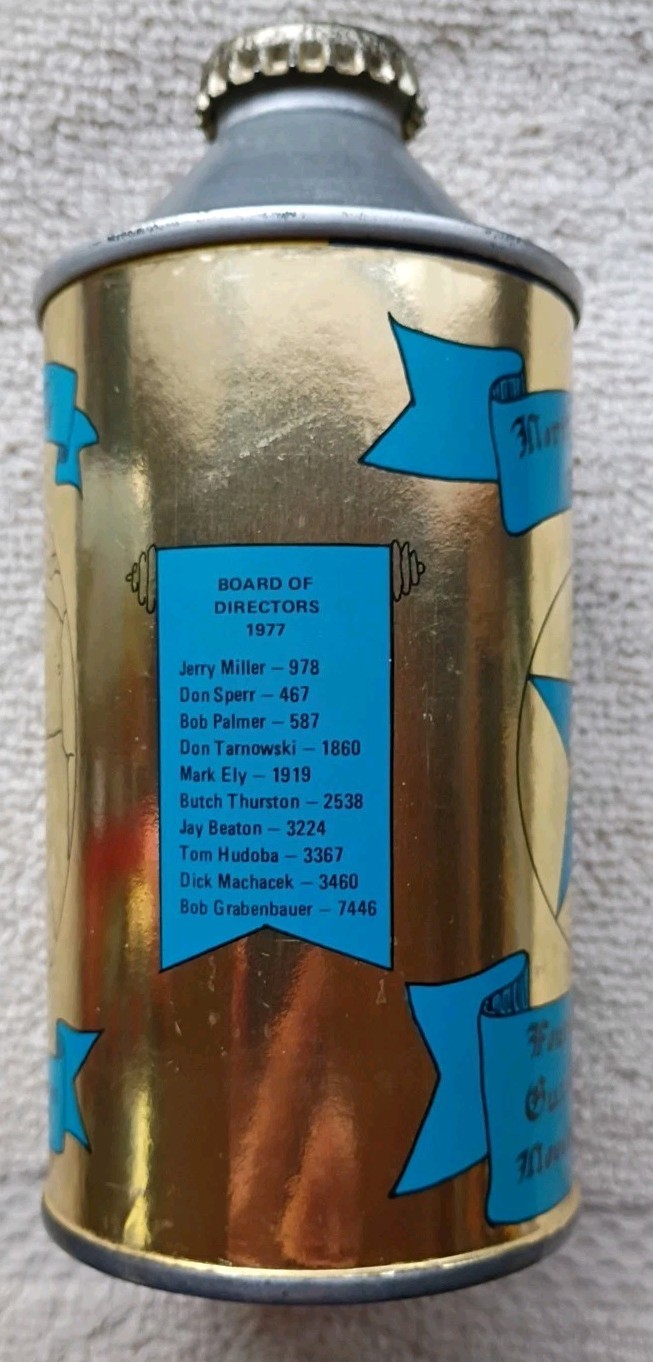 BOARD OF
DIRECTORS
1977
Jerry Miller – 978
Don Sperr – 467
Bob Palmer – 587
Don Tarnowski – 1860
Mark Ely – 1919
Butch Thurston – 2538
Jay Beaton – 3224
Tom Hudoba – 3367
Dick Machacek – 3460
Bob Grabenbauer – 7446